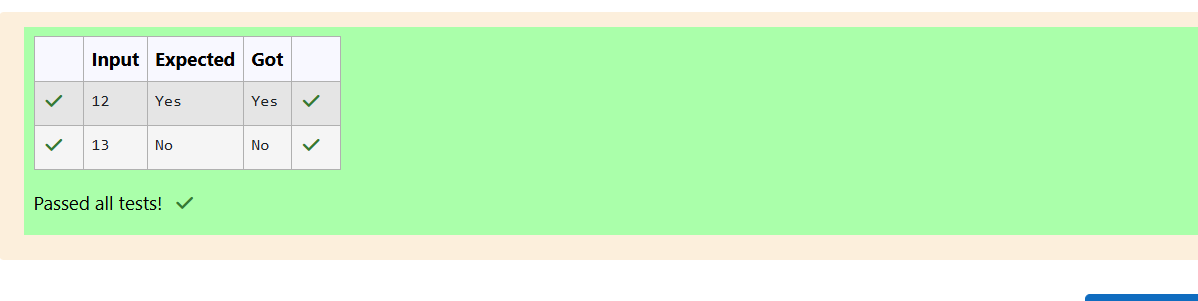 Input Expected Got
12 Yes Yes
13 No No
Passed all tests!